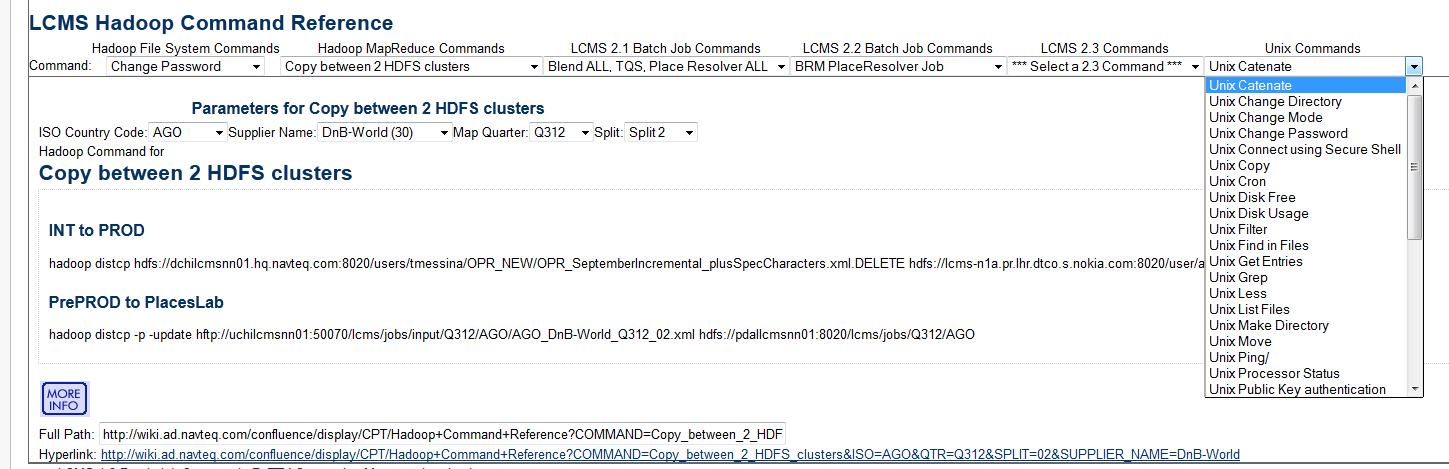 LCMS Hadoop Command Reference
Hadoop File System Commands Hadoop MapReduce Commands LCMS 2.1 Batch Job Commands LCMS 2.2 Batch Job Commands LCMS 2.3 Commands Unix Commands
Command: Change Password Copy between 2 HDFS clusters Blend ALL, TQS, Place Resolver ALL BRM PlaceResolver Job *** Select a 2.3 Command *** Unix Catenate
Unix Catenate
Unix Change Directory
Unix Change Mode
Unix Change Password
Unix Connect using Secure Shell
Unix Copy
Unix Cron
Unix Disk Free
Unix Disk Usage
Unix Filter
Unix Find in Files
Unix Get Entries
Unix Grep
Unix Less
Unix List Files
Unix Make Directory
Unix Move
Unix Ping/
Unix Processor Status
Unix Public Key authentication
Parameters for Copy between 2 HDFS clusters
ISO Country Code: AGO Supplier Name: DnB-World (30) Map Quarter: Q312 Split: Split 2
Hadoop Command for
Copy between 2 HDFS clusters
INT to PROD
hadoop distcp hdfs://dchilcmsnn01.hq.navteq.com:8020/users/tmessina/OPR_NEW/OPR_SeptemberIncremental_plusSpecCharacters.xml.DELETE hdfs://lcms-n1a.pr.lhr.dtco.s.nokia.com:8020/user/a
PrePROD to PlacesLab
hadoop distcp -p -update hftp://uchilcmsnn01:50070/lcms/jobs/input/Q312/AGO/AGO_DnB-World_Q312_02.xml hdfs://pdallcmsnn01:8020/lcms/jobs/Q312/AGO
MORE
INFO
Full Path: http://wiki.ad.navteq.com/confluence/display/CPT/Hadoop+Command+Reference?COMMAND=Copy_between_2_HDF
Hyperlink: http://wiki.ad.navteq.com/confluence/display/CPT/Hadoop+Command+Reference?COMMAND=Copy_between_2_HDFS_clusters&ISO=AGO&QTR=Q312&SPLIT=02&SUPPLIER_NAME=DnB-World